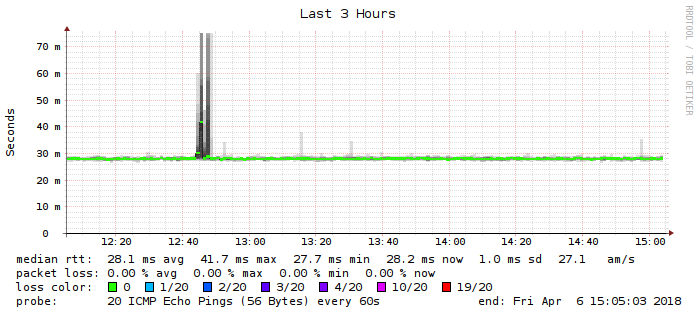 Last 3 Hours
RRDTOOL / TOBI OETIKER
Seconds
70 m
60 m
50 m
40 m
30 m
20 m
10 m
0
12:20 12:40 13:00 13:20 13:40 14:00 14:20 14:40 15:00
median rtt: 28.1 ms avg 41.7 ms max 27.7 ms min 28.2 ms now 1.0 ms sd 27.1 am/s
packet loss: 0.00 % avg 0.00 % max 0.00 % min 0.00 % now
loss color: 0 1/20 2/20 3/20 4/20 10/20 19/20
probe: 20 ICMP Echo Pings (56 Bytes) every 60s end: Fri Apr 6 15:05:03 2018